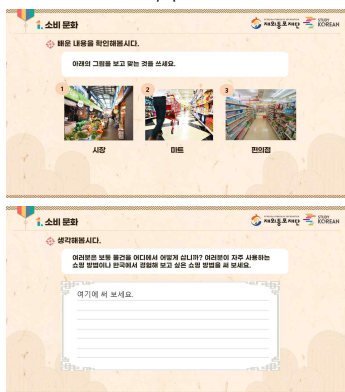 1. 소비 문화
재외동포재단
STUDY KOREAN
배운 내용을 확인해봅시다.
아래의 그림을 보고 맞는 것을 쓰세요.
1 2 3
시장 마트 편의점
1. 소비 문화
재외동포재단
STUDY KOREAN
생각해봅시다.
여러분은 보통 물건을 어디에서 어떻게 삽니까? 여러분이 자주 사용하는
쇼핑 방법이나 한국에서 경험해 보고 싶은 쇼핑 방법을 써 보세요.
여기에 써 보세요.